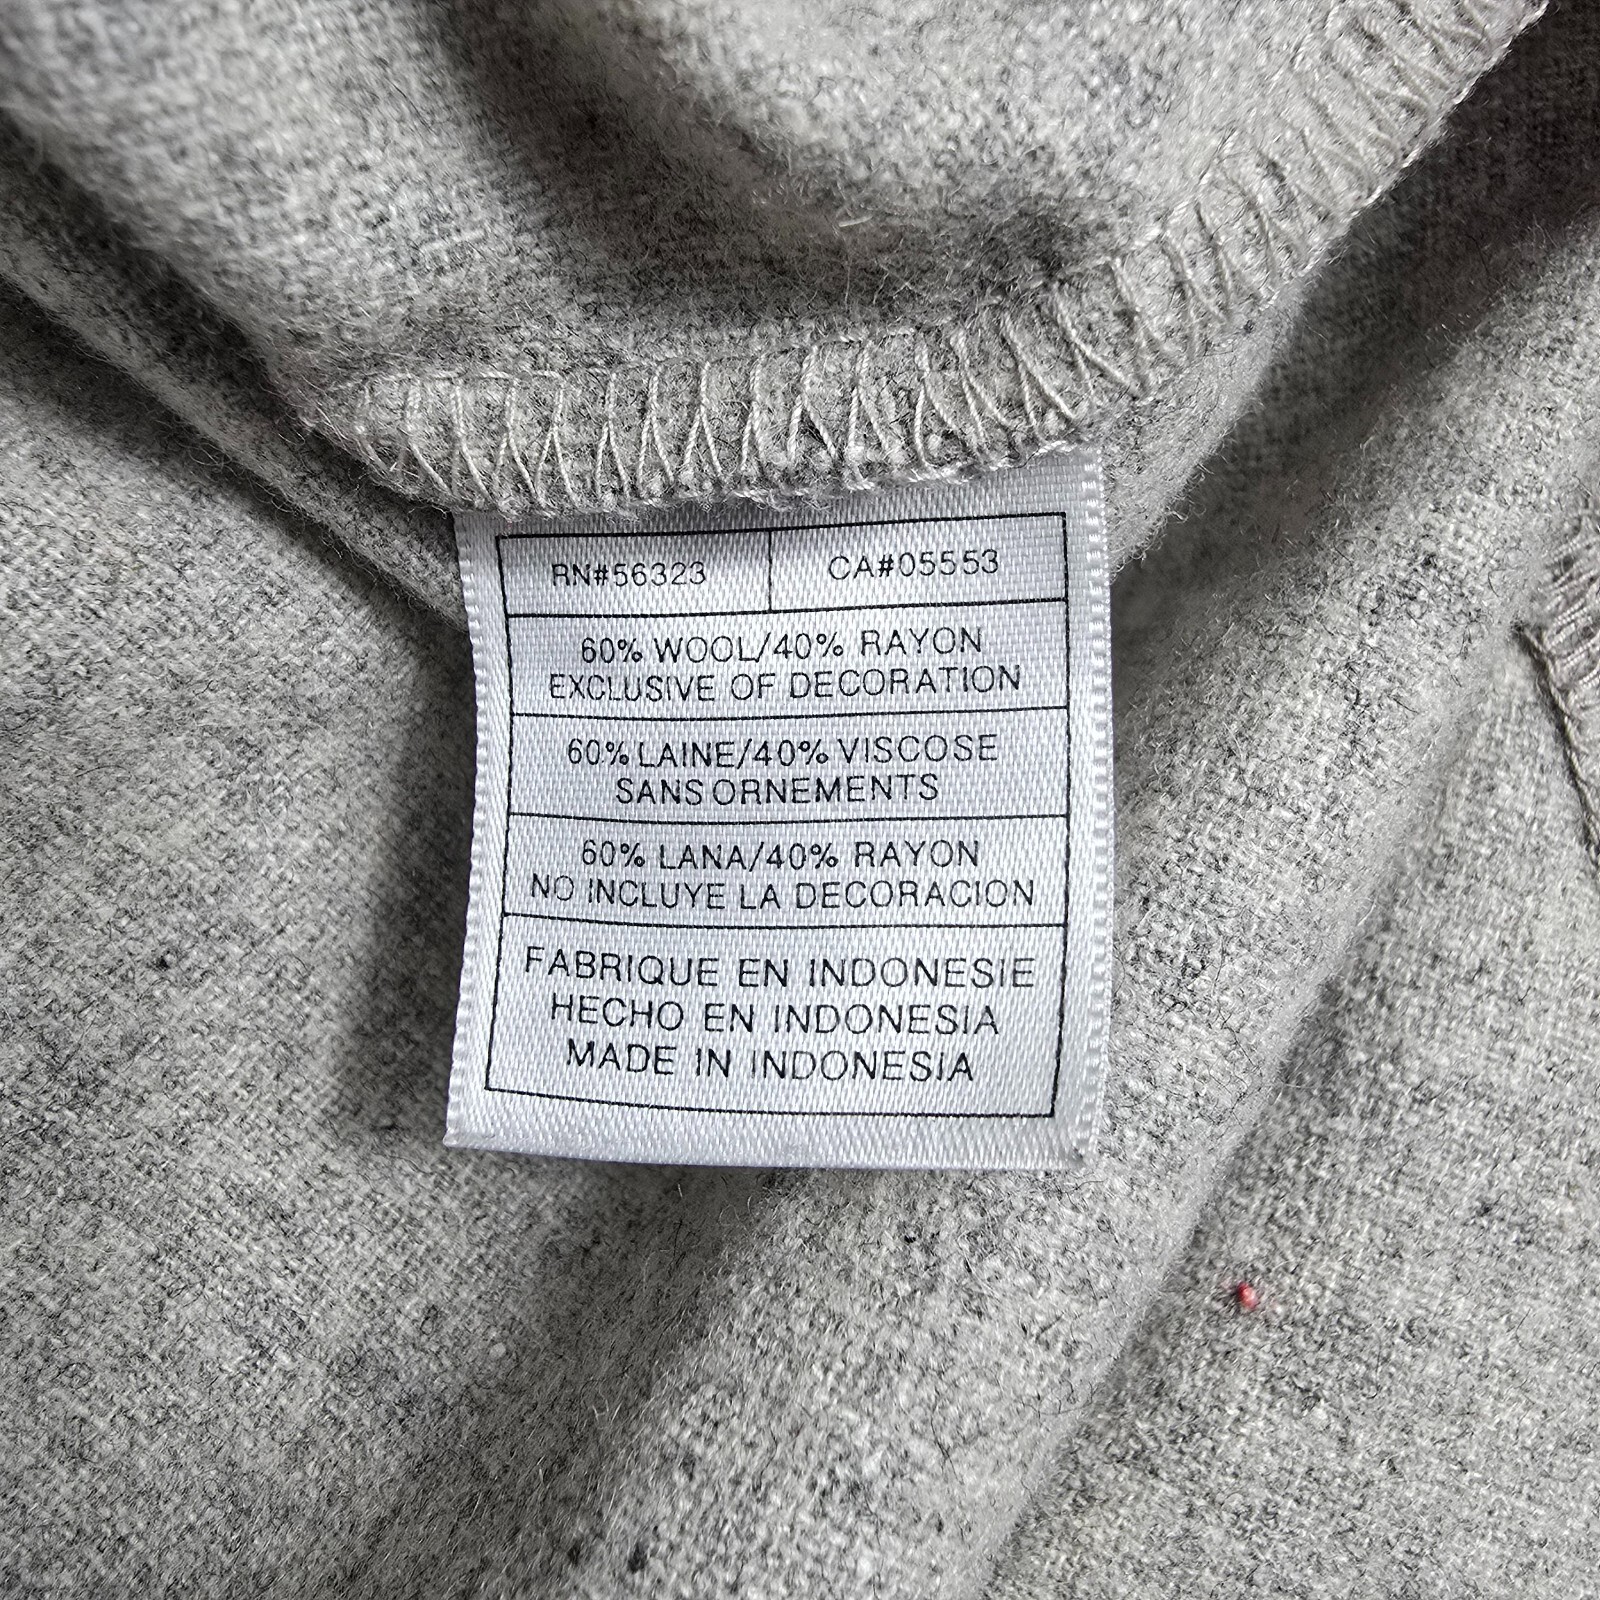 RN#56323 CA#05553
60% WOOL/40% RAYON
EXCLUSIVE OF DECORATION
60% LAINE/40% VISCOSE
SANS ORNEMENTS
60% LANA/40% RAYON
NO INCLUYE LA DECORACION
FABRIQUE EN INDONESIE
HECHO EN INDONESIA
MADE IN INDONESIA